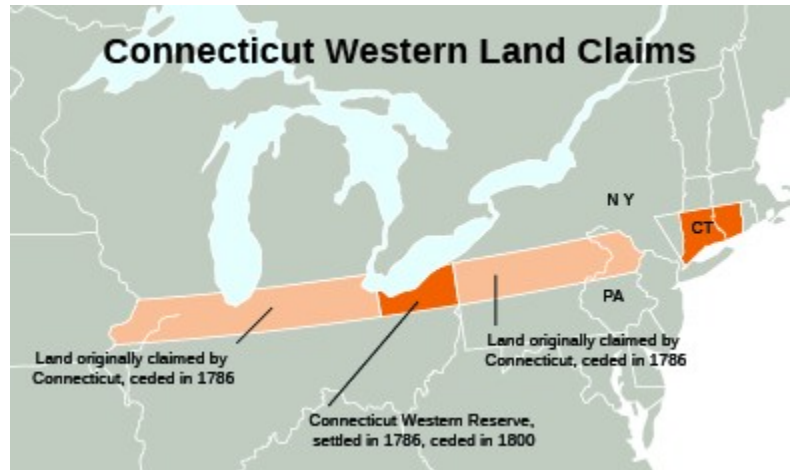 Connecticut Western Land Claims
N Y
CT
PA
Land originally claimed by
Connecticut, ceded in 1786
Land originally claimed by
Connecticut, ceded in 1786
Connecticut Western Reserve,
settled in 1786, ceded in 1800